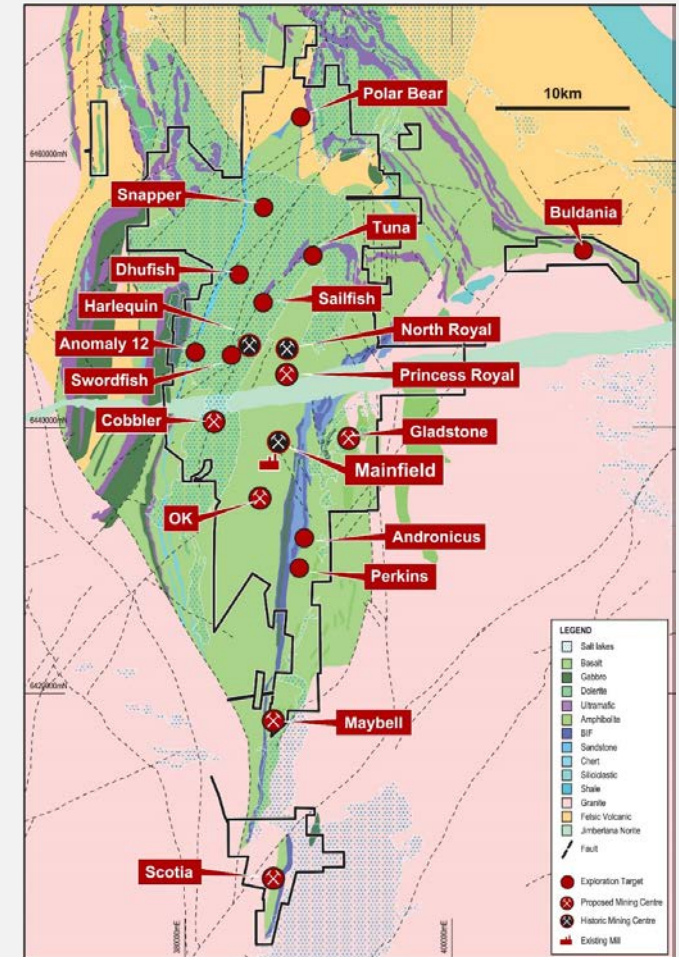 Polar Bear
10km
6460000mN
Snapper
Buldania
Tuna
Dhufish
Harlequin
Sailfish
North Royal
Anomaly 12
Swordfish
Princess Royal
Cobbler
6440000mN
Gladstone
Mainfield
OK
Andronicus
Perkins
6420000mN
Maybell
Scotia
380000mE
400000mE
LEGEND
Salt lakes
Basalt
Gabbro
Dolerite
Ultramafic
Amphibolite
BIF
Sandstone
Chert
Siliciclastic
Shale
Granite
Felsic Volcanic
Jimberlana Norite
Fault
Exploration Target
Proposed Mining Centre
Historic Mining Centre
Existing Mill